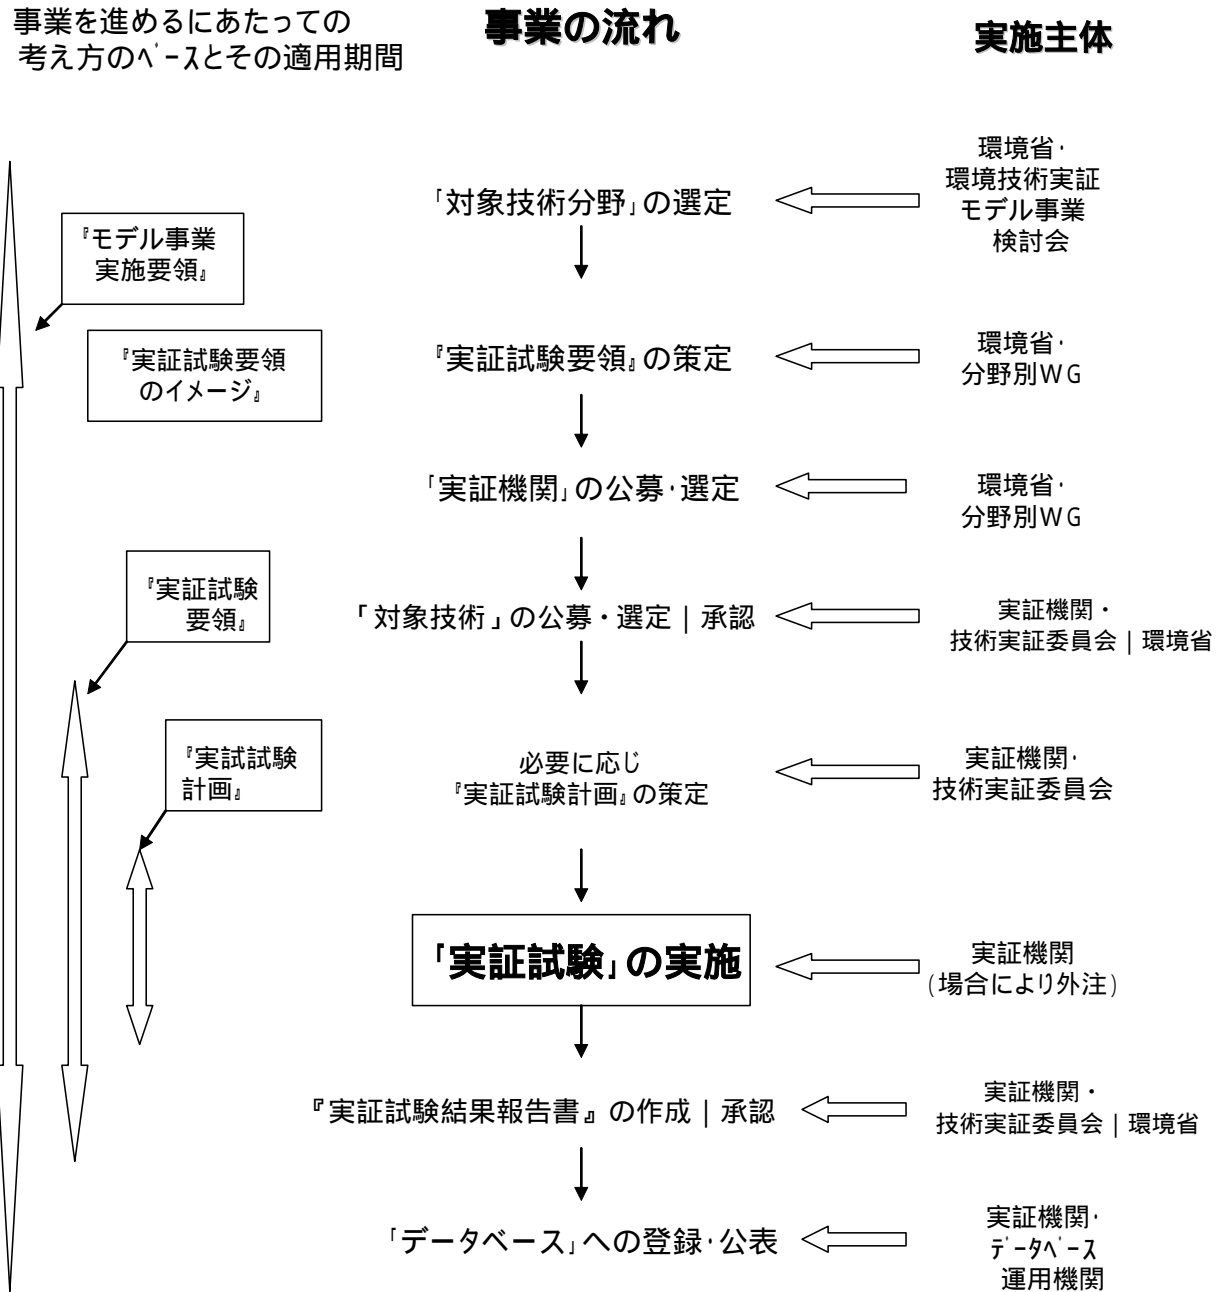 事業を進めるにあたっての
考え方のﾍﾞｰｽとその適用期間
事業の流れ
実施主体
「対象技術分野」の選定
環境省・
環境技術実証
モデル事業
検討会
『モデル事業
実施要領』
『実証試験要領
のイメージ』
『実証試験要領』の策定
環境省・
分野別WG
「実証機関」の公募・選定
環境省・
分野別WG
『実証試験
要領』
「対象技術」の公募・選定|承認
実証機関・
技術実証委員会|環境省
『実試試験
計画』
必要に応じ
『実証試験計画』の策定
実証機関・
技術実証委員会
「実証試験」の実施
実証機関
(場合により外注)
『実証試験結果報告書』の作成|承認
実証機関・
技術実証委員会|環境省
「データベース」への登録・公表
実証機関・
ﾃﾞｰﾀﾍﾞｰｽ
運用機関